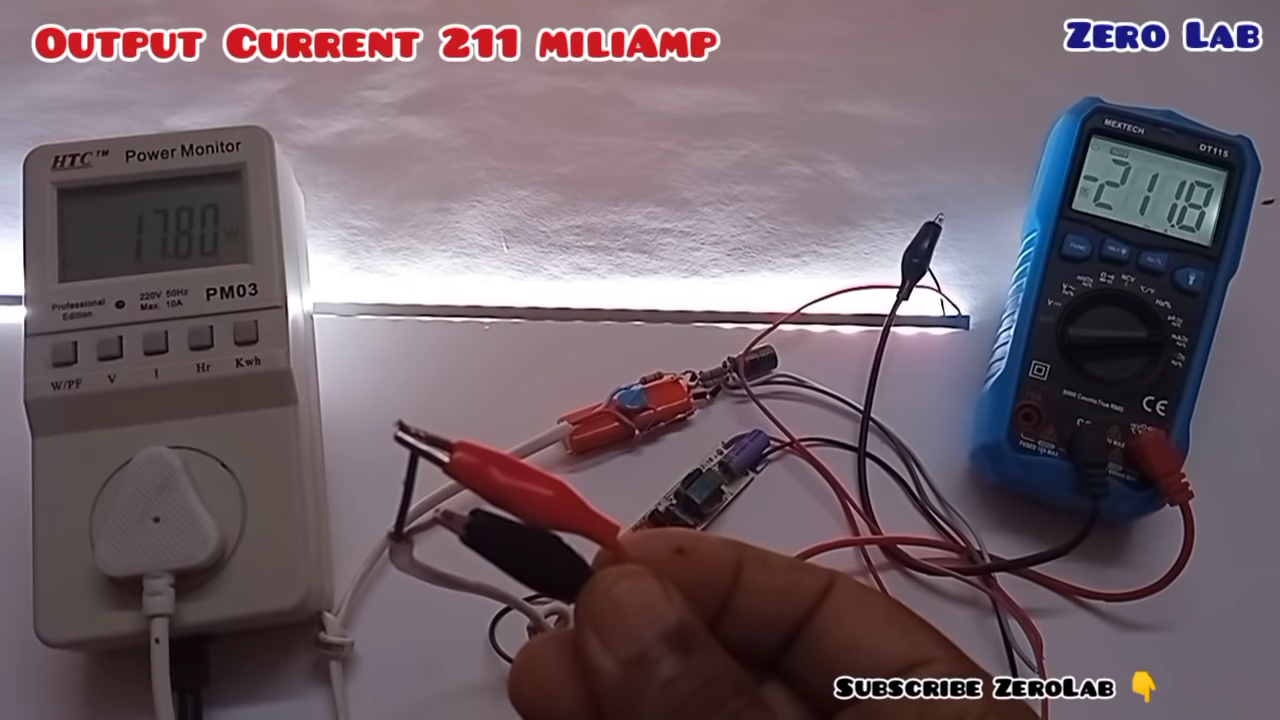 OUTPUT CURRENT 211 MILIAMP
ZERO LAB
HTC™ Power Monitor
17.80 W
Professional Edition
220V 50Hz
Max. 10A
PM03
W/PF V I Hr Kwh
MEXTECH
DT115
-211.8
FUNC
CE
SUBSCRIBE ZEROLAB 👇